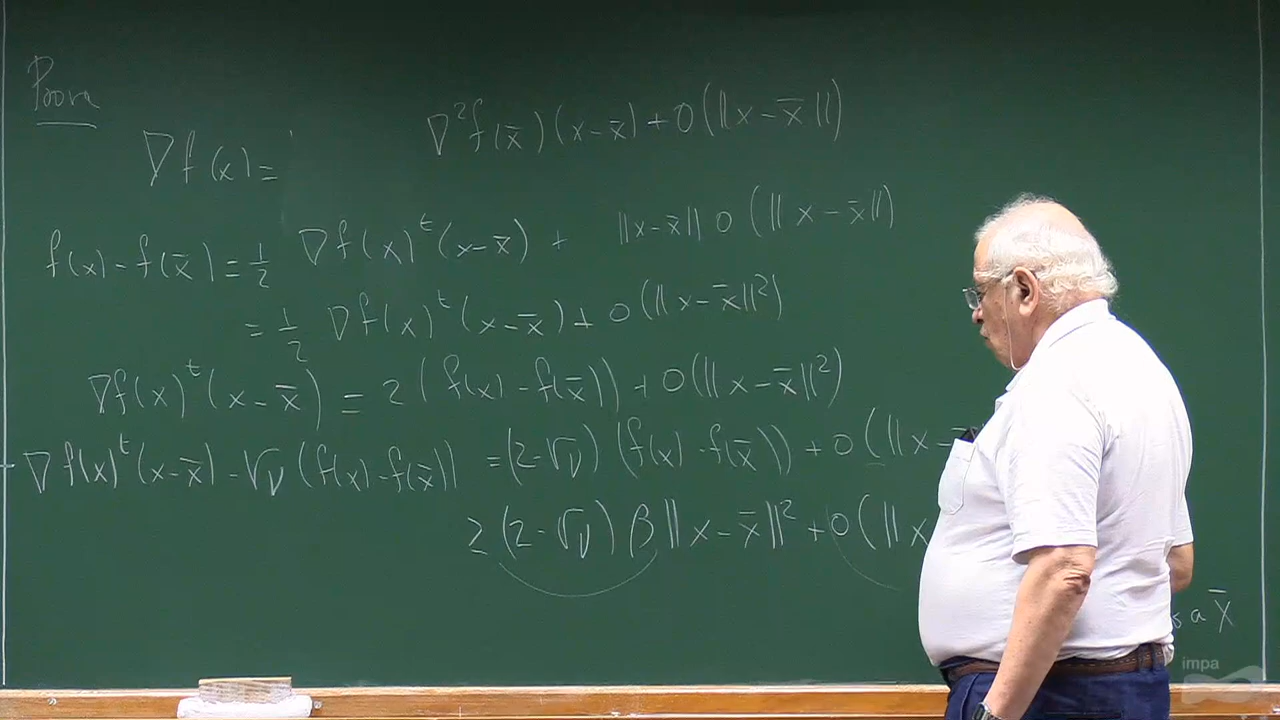 Prova
∇f(x) = ∇²f(x̄)(x-x̄) + o(||x-x̄||)
f(x) - f(x̄) = 1/2 ∇f(x)ᵗ(x-x̄) + ||x-x̄|| o(||x-x̄||)
= 1/2 ∇f(x)ᵗ(x-x̄) + o(||x-x̄||²)
∇f(x)ᵗ(x-x̄) = 2(f(x) - f(x̄)) + o(||x-x̄||²)
∇f(x)ᵗ(x-x̄) - √ν (f(x) - f(x̄)) = (2-√ν)(f(x) - f(x̄)) + o(||x-
≥ (2-√ν) β||x-x̄||² + o(||x
a x̄
impa